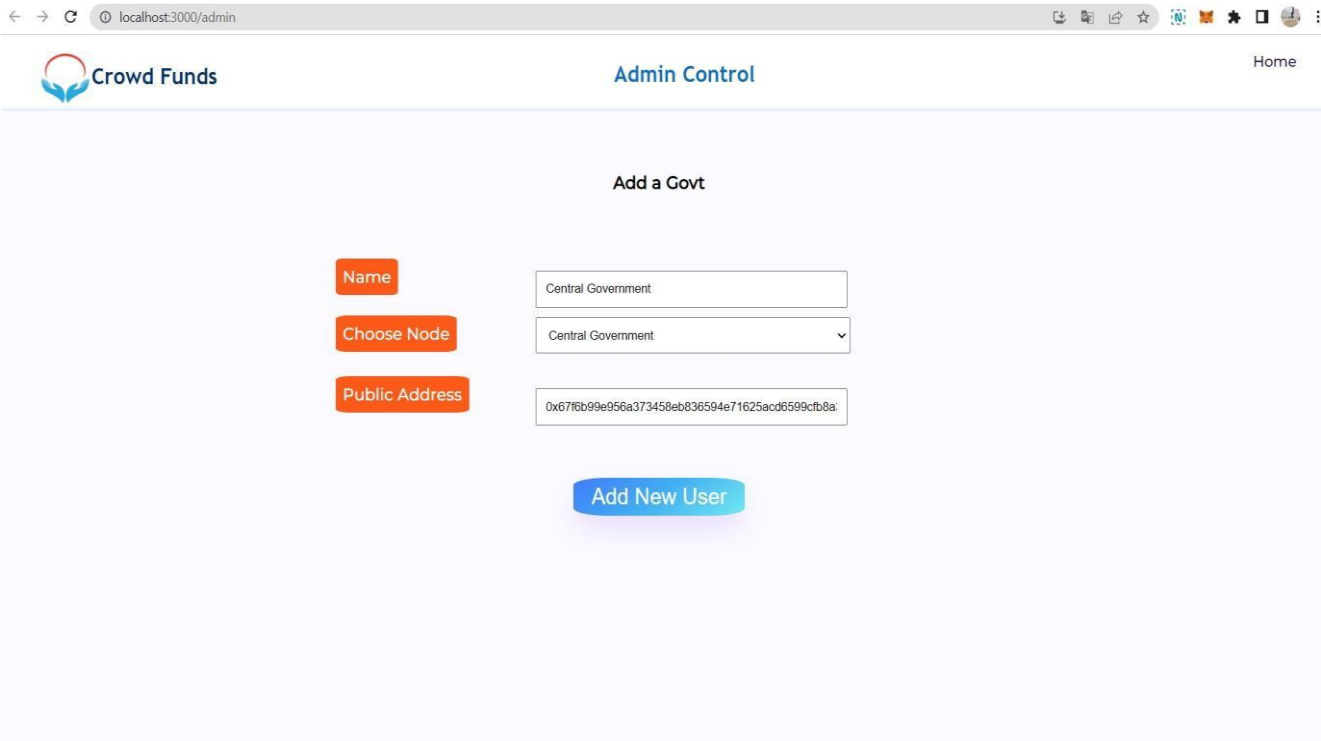 localhost:3000/admin
Crowd Funds
Admin Control
Home
Add a Govt
Name
Central Government
Choose Node
Central Government
Public Address
0x67f6b99e956a373458eb836594e71625acd6599cfb8a
Add New User